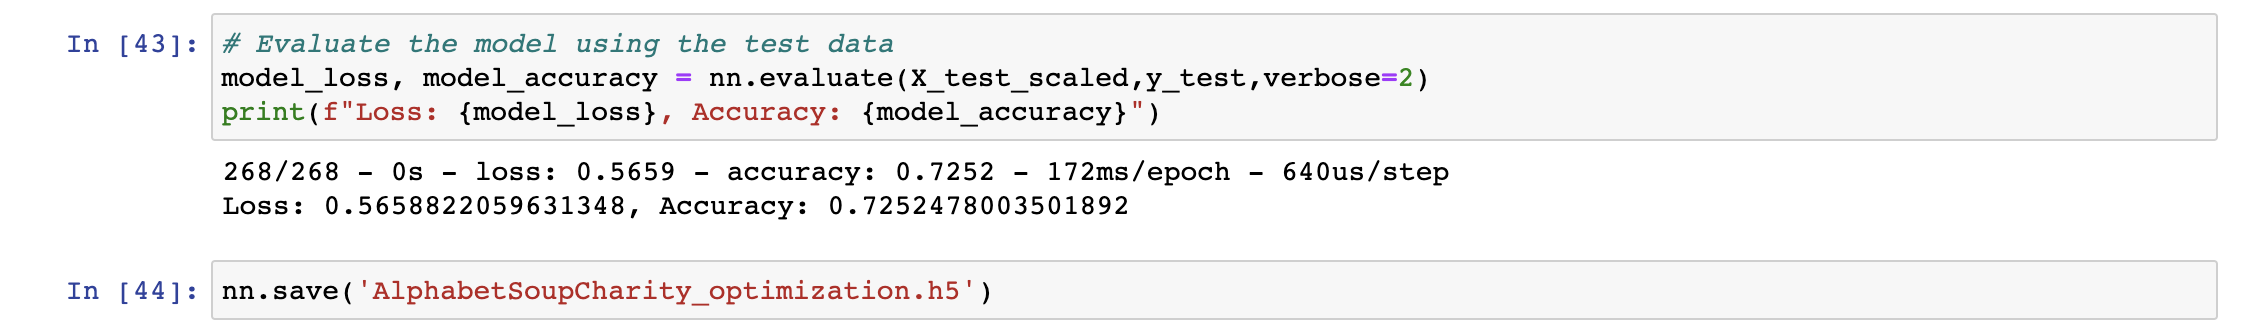 In [43]: # Evaluate the model using the test data
model_loss, model_accuracy = nn.evaluate(X_test_scaled,y_test,verbose=2)
print(f"Loss: {model_loss}, Accuracy: {model_accuracy}")
268/268 - 0s - loss: 0.5659 - accuracy: 0.7252 - 172ms/epoch - 640us/step
Loss: 0.5658822059631348, Accuracy: 0.7252478003501892
In [44]: nn.save('AlphabetSoupCharity_optimization.h5')